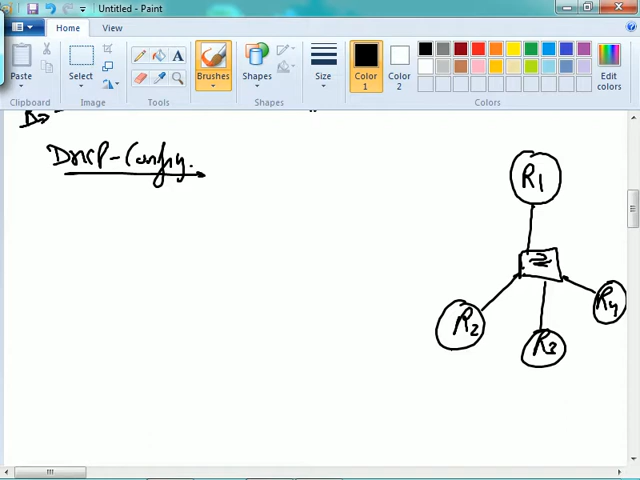 Untitled - Paint
Home
View
Paste
Clipboard
Select
Image
Tools
Brushes
Shapes
Shapes
Size
Color 1
Color 2
Edit colors
Colors
DHCP-Config.
R1
R2
R3
R4